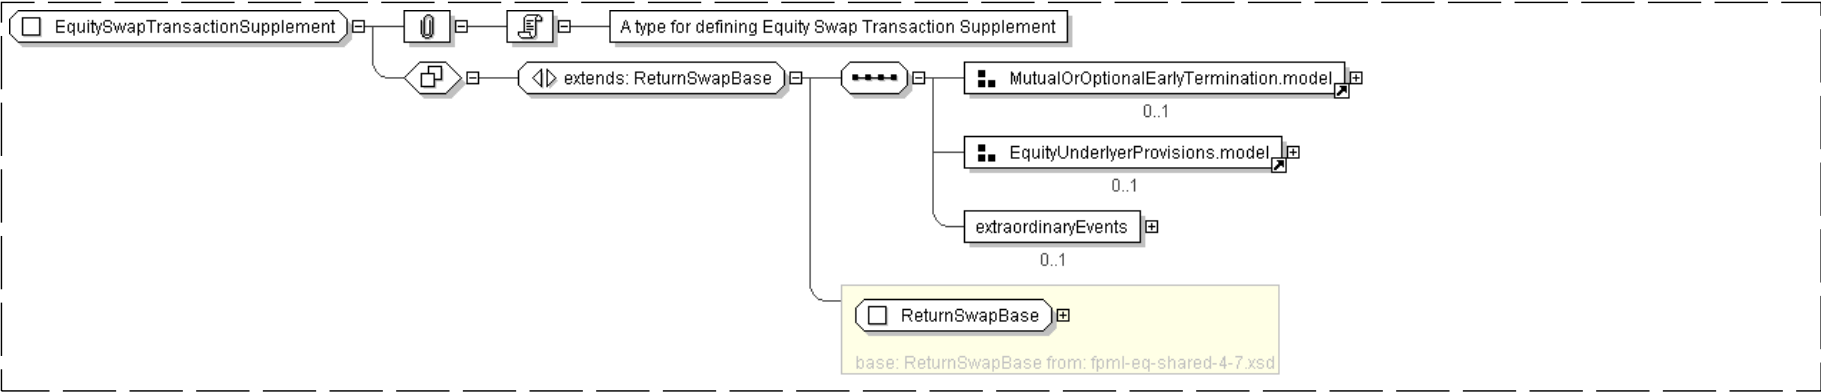 EquitySwapTransactionSupplement
A type for defining Equity Swap Transaction Supplement
extends: ReturnSwapBase
MutualOrOptionalEarlyTermination.model
0..1
EquityUnderlyerProvisions.model
0..1
extraordinaryEvents
0..1
ReturnSwapBase
base: ReturnSwapBase from: fpml-eq-shared-4-7.xsd